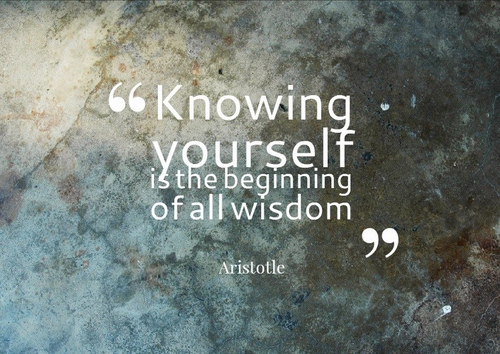 “ Knowing
yourself
is the beginning
of all wisdom
”
Aristotle